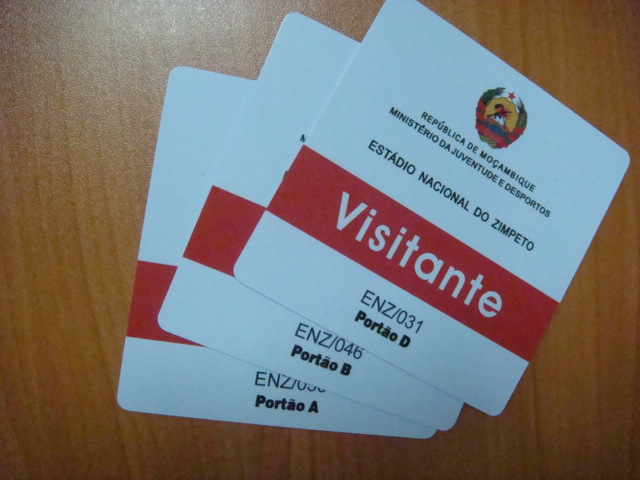 REPÚBLICA DE MOÇAMBIQUE
MINISTÉRIO DA JUVENTUDE E DESPORTOS
ESTÁDIO NACIONAL DO ZIMPETO
Visitante
ENZ/031
Portão D
ENZ/046
Portão B
Portão A